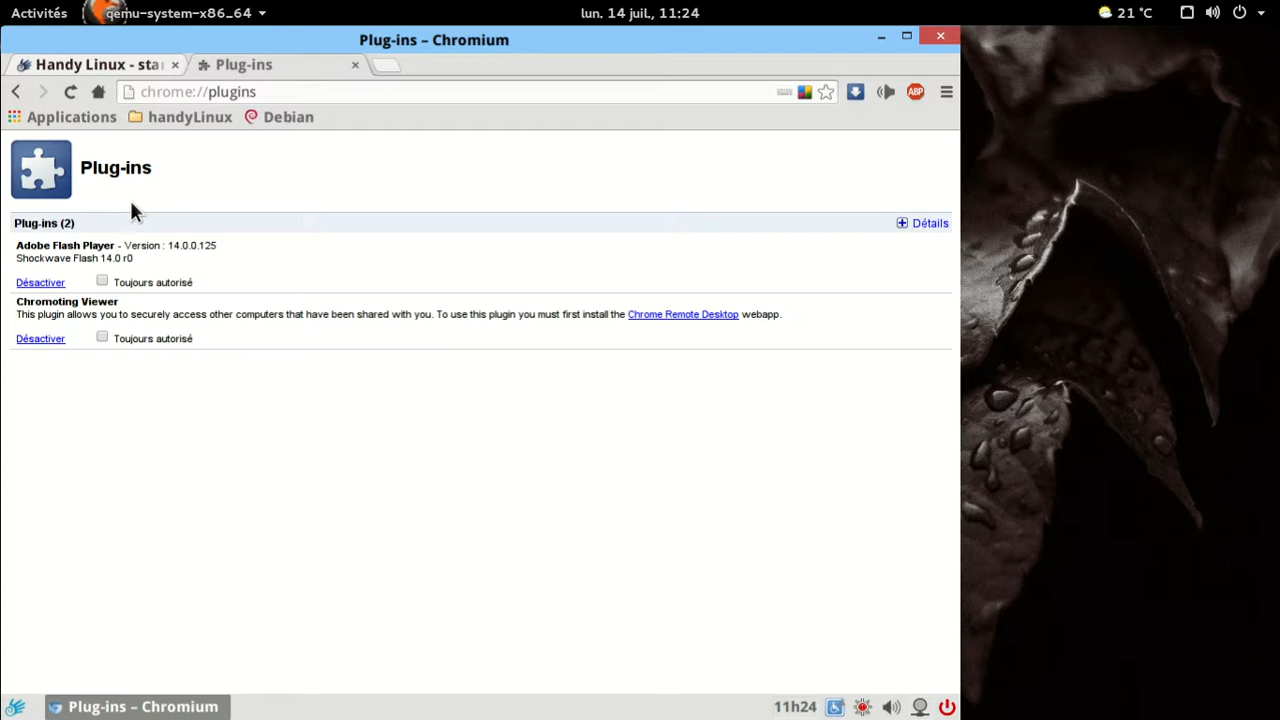 Activités qemu-system-x86_64 lun. 14 juil, 11:24 21 °C
Plug-ins – Chromium
Handy Linux - sta Plug-ins
chrome://plugins ABP
Applications handyLinux Debian
Plug-ins
Plug-ins (2) Détails
Adobe Flash Player - Version : 14.0.0.125
Shockwave Flash 14.0 r0
Désactiver Toujours autorisé
Chromoting Viewer
This plugin allows you to securely access other computers that have been shared with you. To use this plugin you must first install the Chrome Remote Desktop webapp.
Désactiver Toujours autorisé
Plug-ins – Chromium 11h24